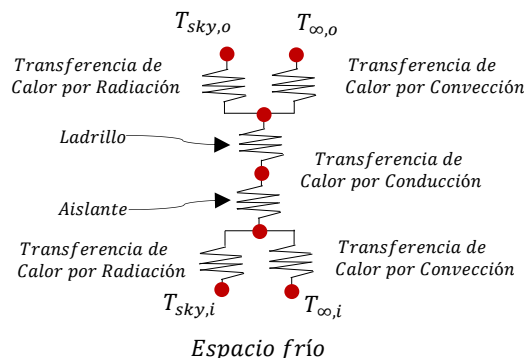 T_{sky,o}
T_{∞,o}
Transferencia de
Calor por Radiación
Transferencia de
Calor por Convección
Ladrillo
Transferencia de
Calor por Conducción
Aislante
Transferencia de
Calor por Radiación
Transferencia de
Calor por Convección
T_{sky,i}
T_{∞,i}
Espacio frío